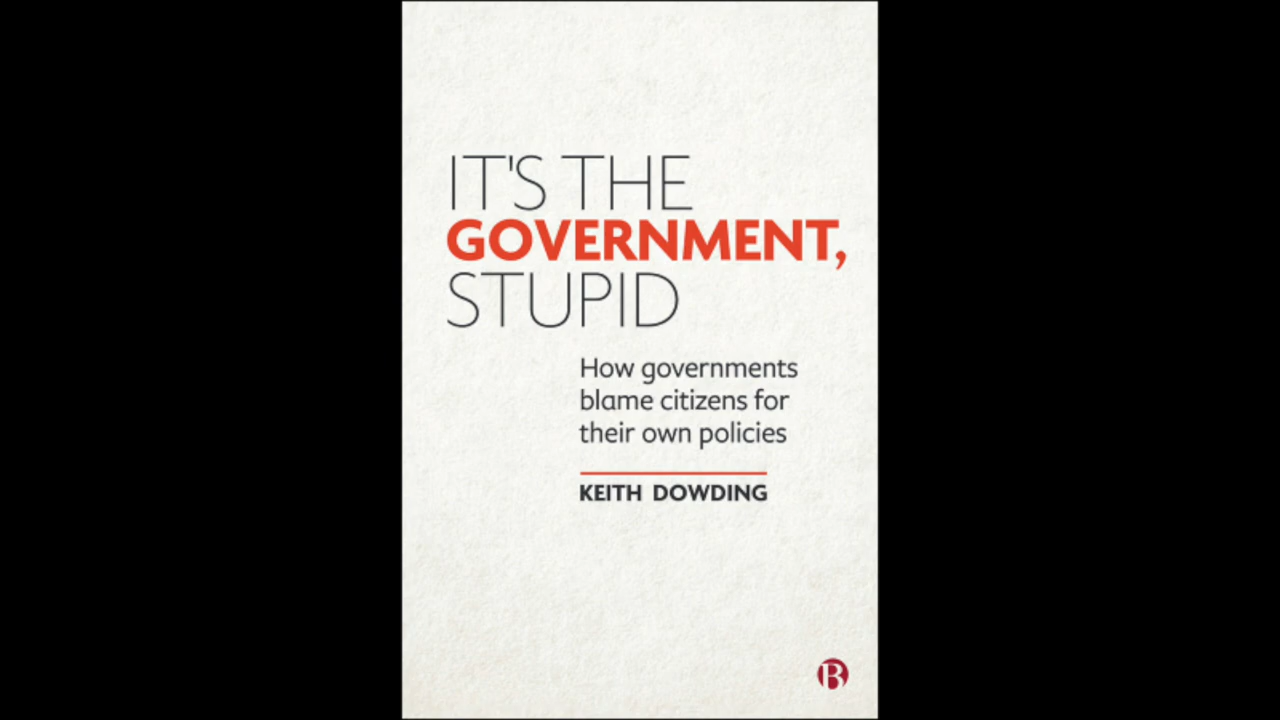 IT'S THE
GOVERNMENT,
STUPID
How governments
blame citizens for
their own policies
KEITH DOWDING
B